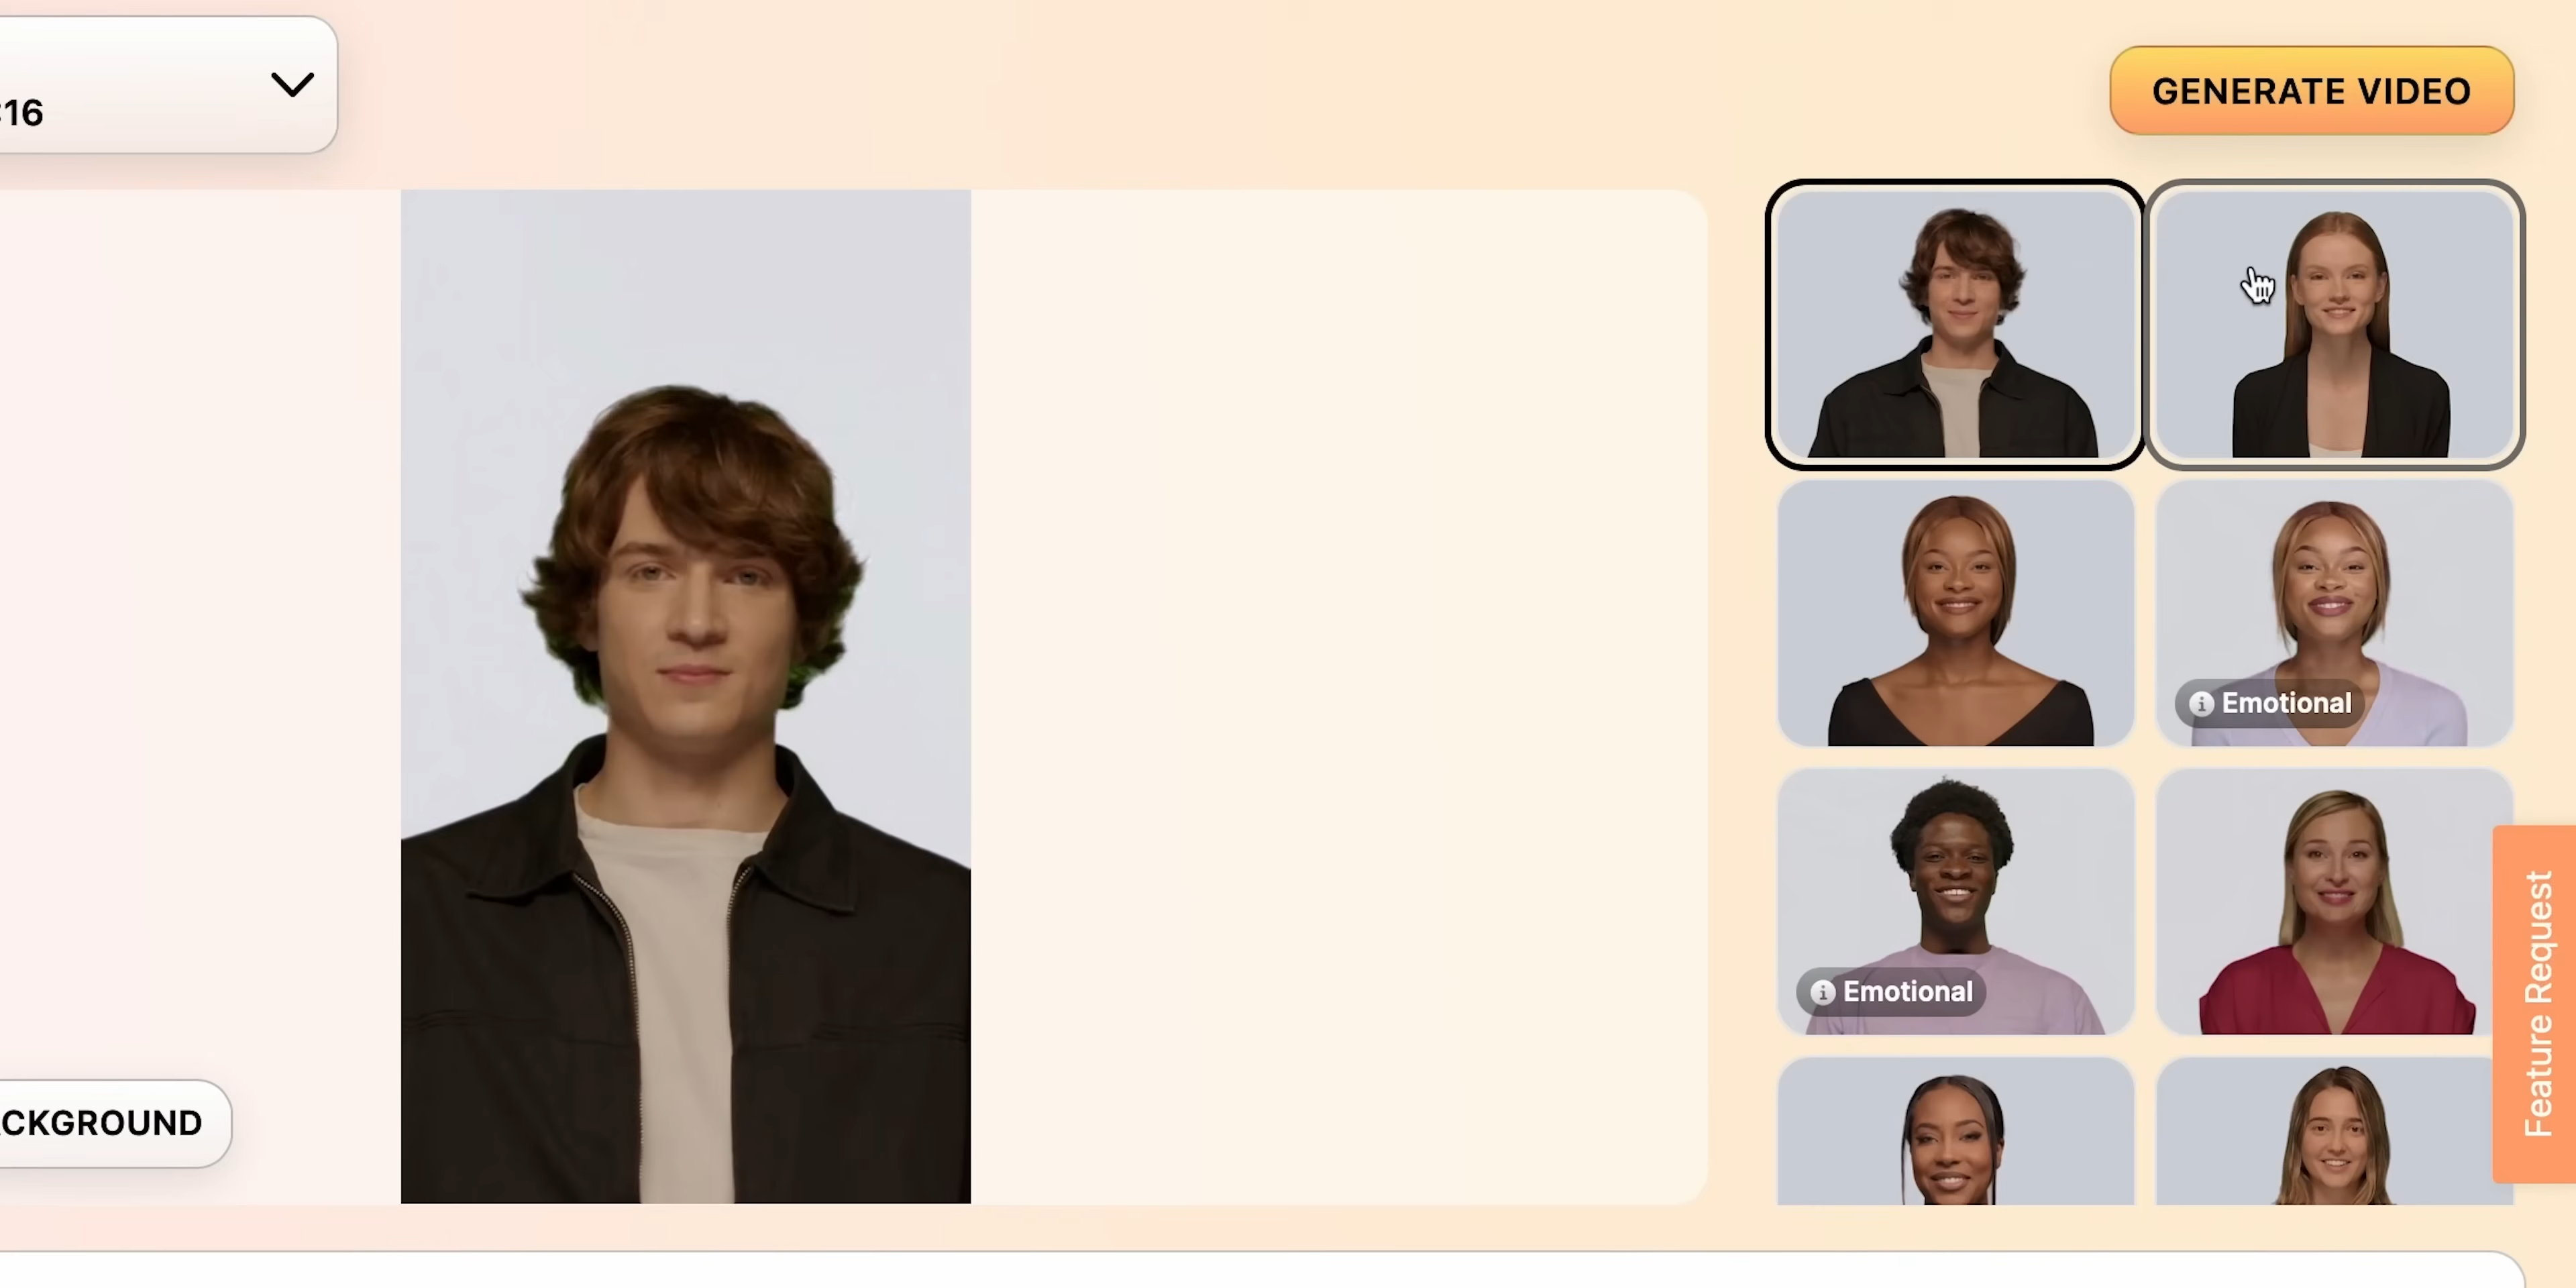 :16
GENERATE VIDEO
Emotional
Emotional
CKGROUND
Feature Request